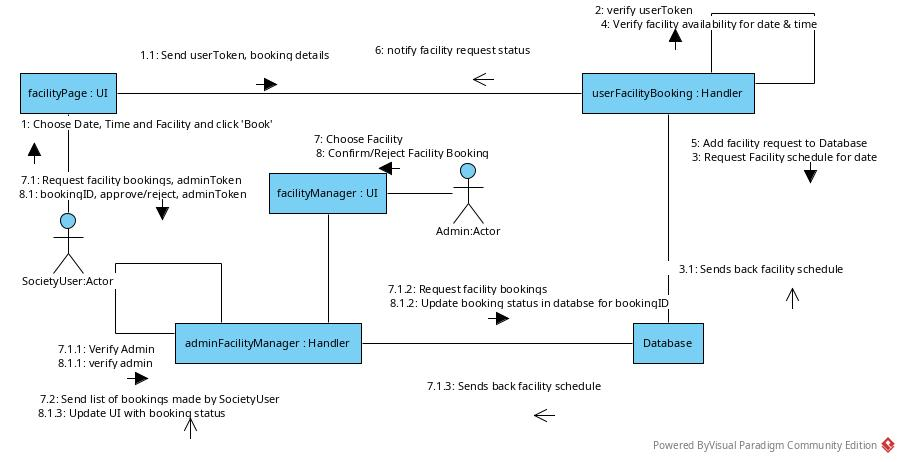 2: verify userToken
4: Verify facility availability for date & time
6: notify facility request status
1.1: Send userToken, booking details
facilityPage : UI
userFacilityBooking : Handler
1: Choose Date, Time and Facility and click 'Book'
7: Choose Facility
8: Confirm/Reject Facility Booking
5: Add facility request to Database
3: Request Facility schedule for date
7.1: Request facility bookings, adminToken
8.1: bookingID, approve/reject, adminToken
facilityManager : UI
Admin:Actor
SocietyUser:Actor
3.1: Sends back facility schedule
7.1.2: Request facility bookings
8.1.2: Update booking status in databse for bookingID
adminFacilityManager : Handler
Database
7.1.1: Verify Admin
8.1.1: verify admin
7.1.3: Sends back facility schedule
7.2: Send list of bookings made by SocietyUser
8.1.3: Update UI with booking status
Powered ByVisual Paradigm Community Edition